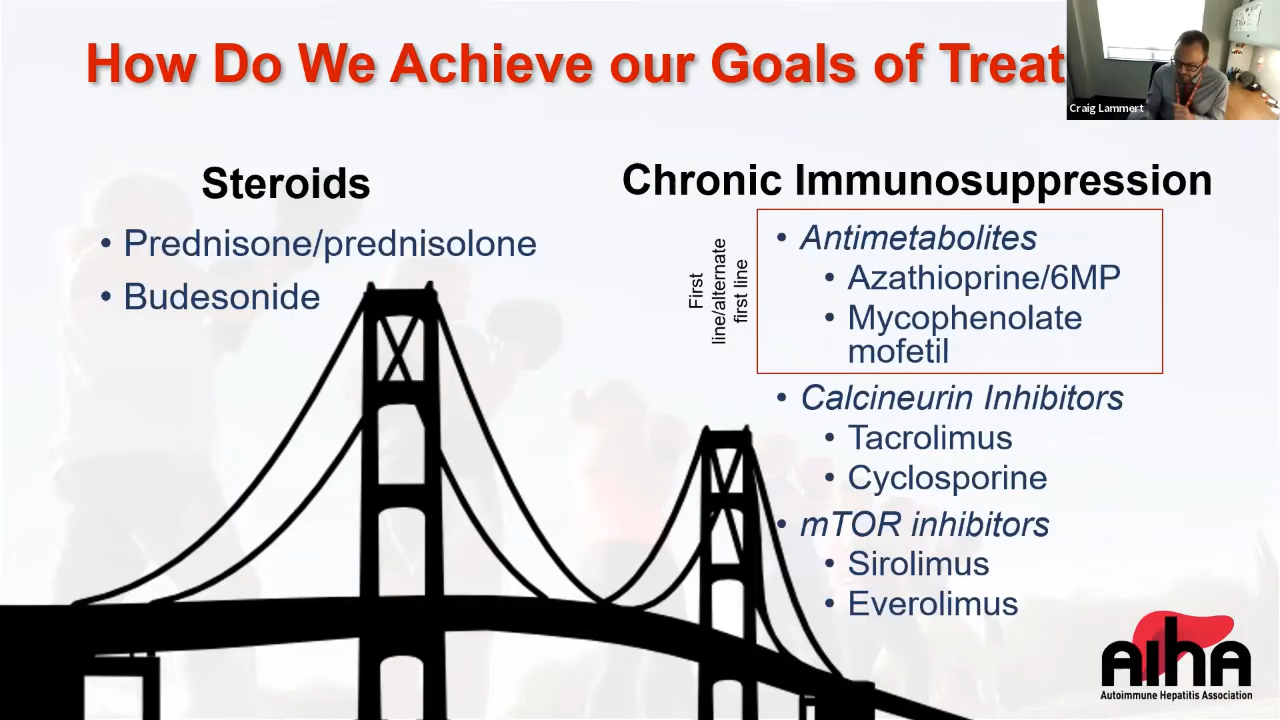 How Do We Achieve our Goals of Treat
Craig Lammert
Steroids
• Prednisone/prednisolone
• Budesonide
Chronic Immunosuppression
First
line/alternate
first line
• Antimetabolites
• Azathioprine/6MP
• Mycophenolate
mofetil
• Calcineurin Inhibitors
• Tacrolimus
• Cyclosporine
• mTOR inhibitors
• Sirolimus
• Everolimus
AIHA
Autoimmune Hepatitis Association